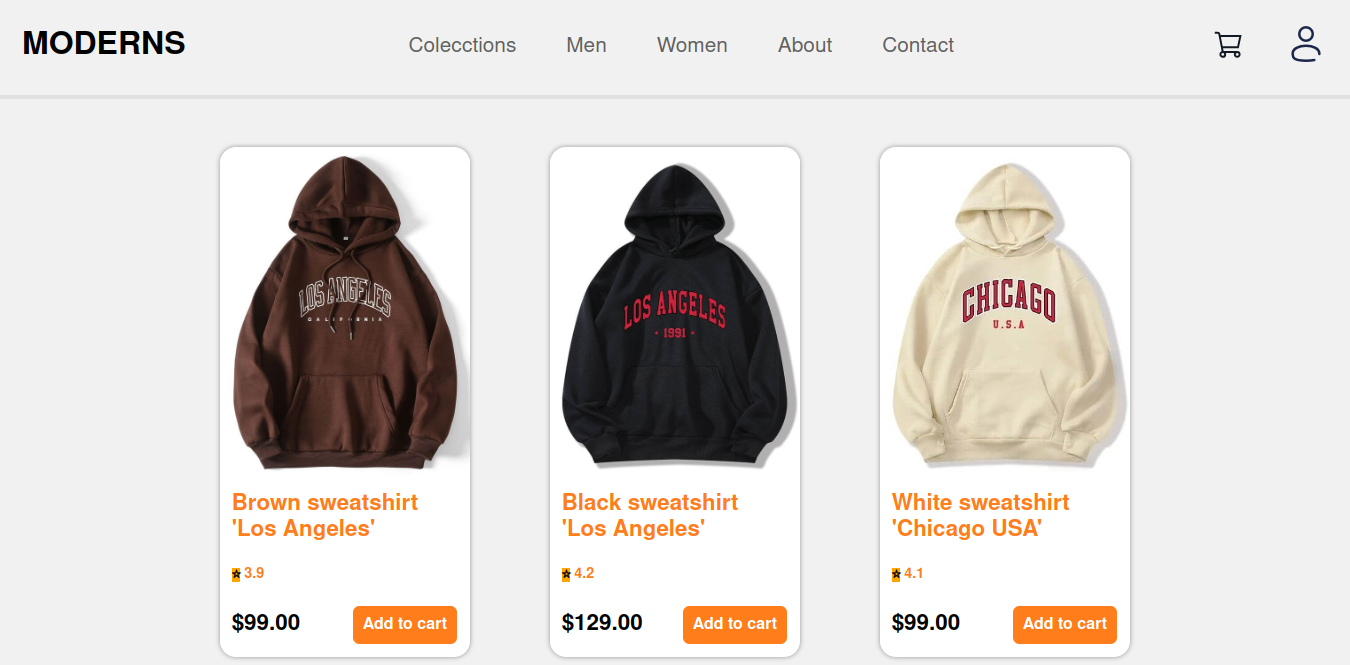 MODERNS
Colecctions
Men
Women
About
Contact
LOS ANGELES
CALIFORNIA
LOS ANGELES
· 1991 ·
CHICAGO
U.S.A
Brown sweatshirt
'Los Angeles'
3.9
$99.00
Add to cart
Black sweatshirt
'Los Angeles'
4.2
$129.00
Add to cart
White sweatshirt
'Chicago USA'
4.1
$99.00
Add to cart